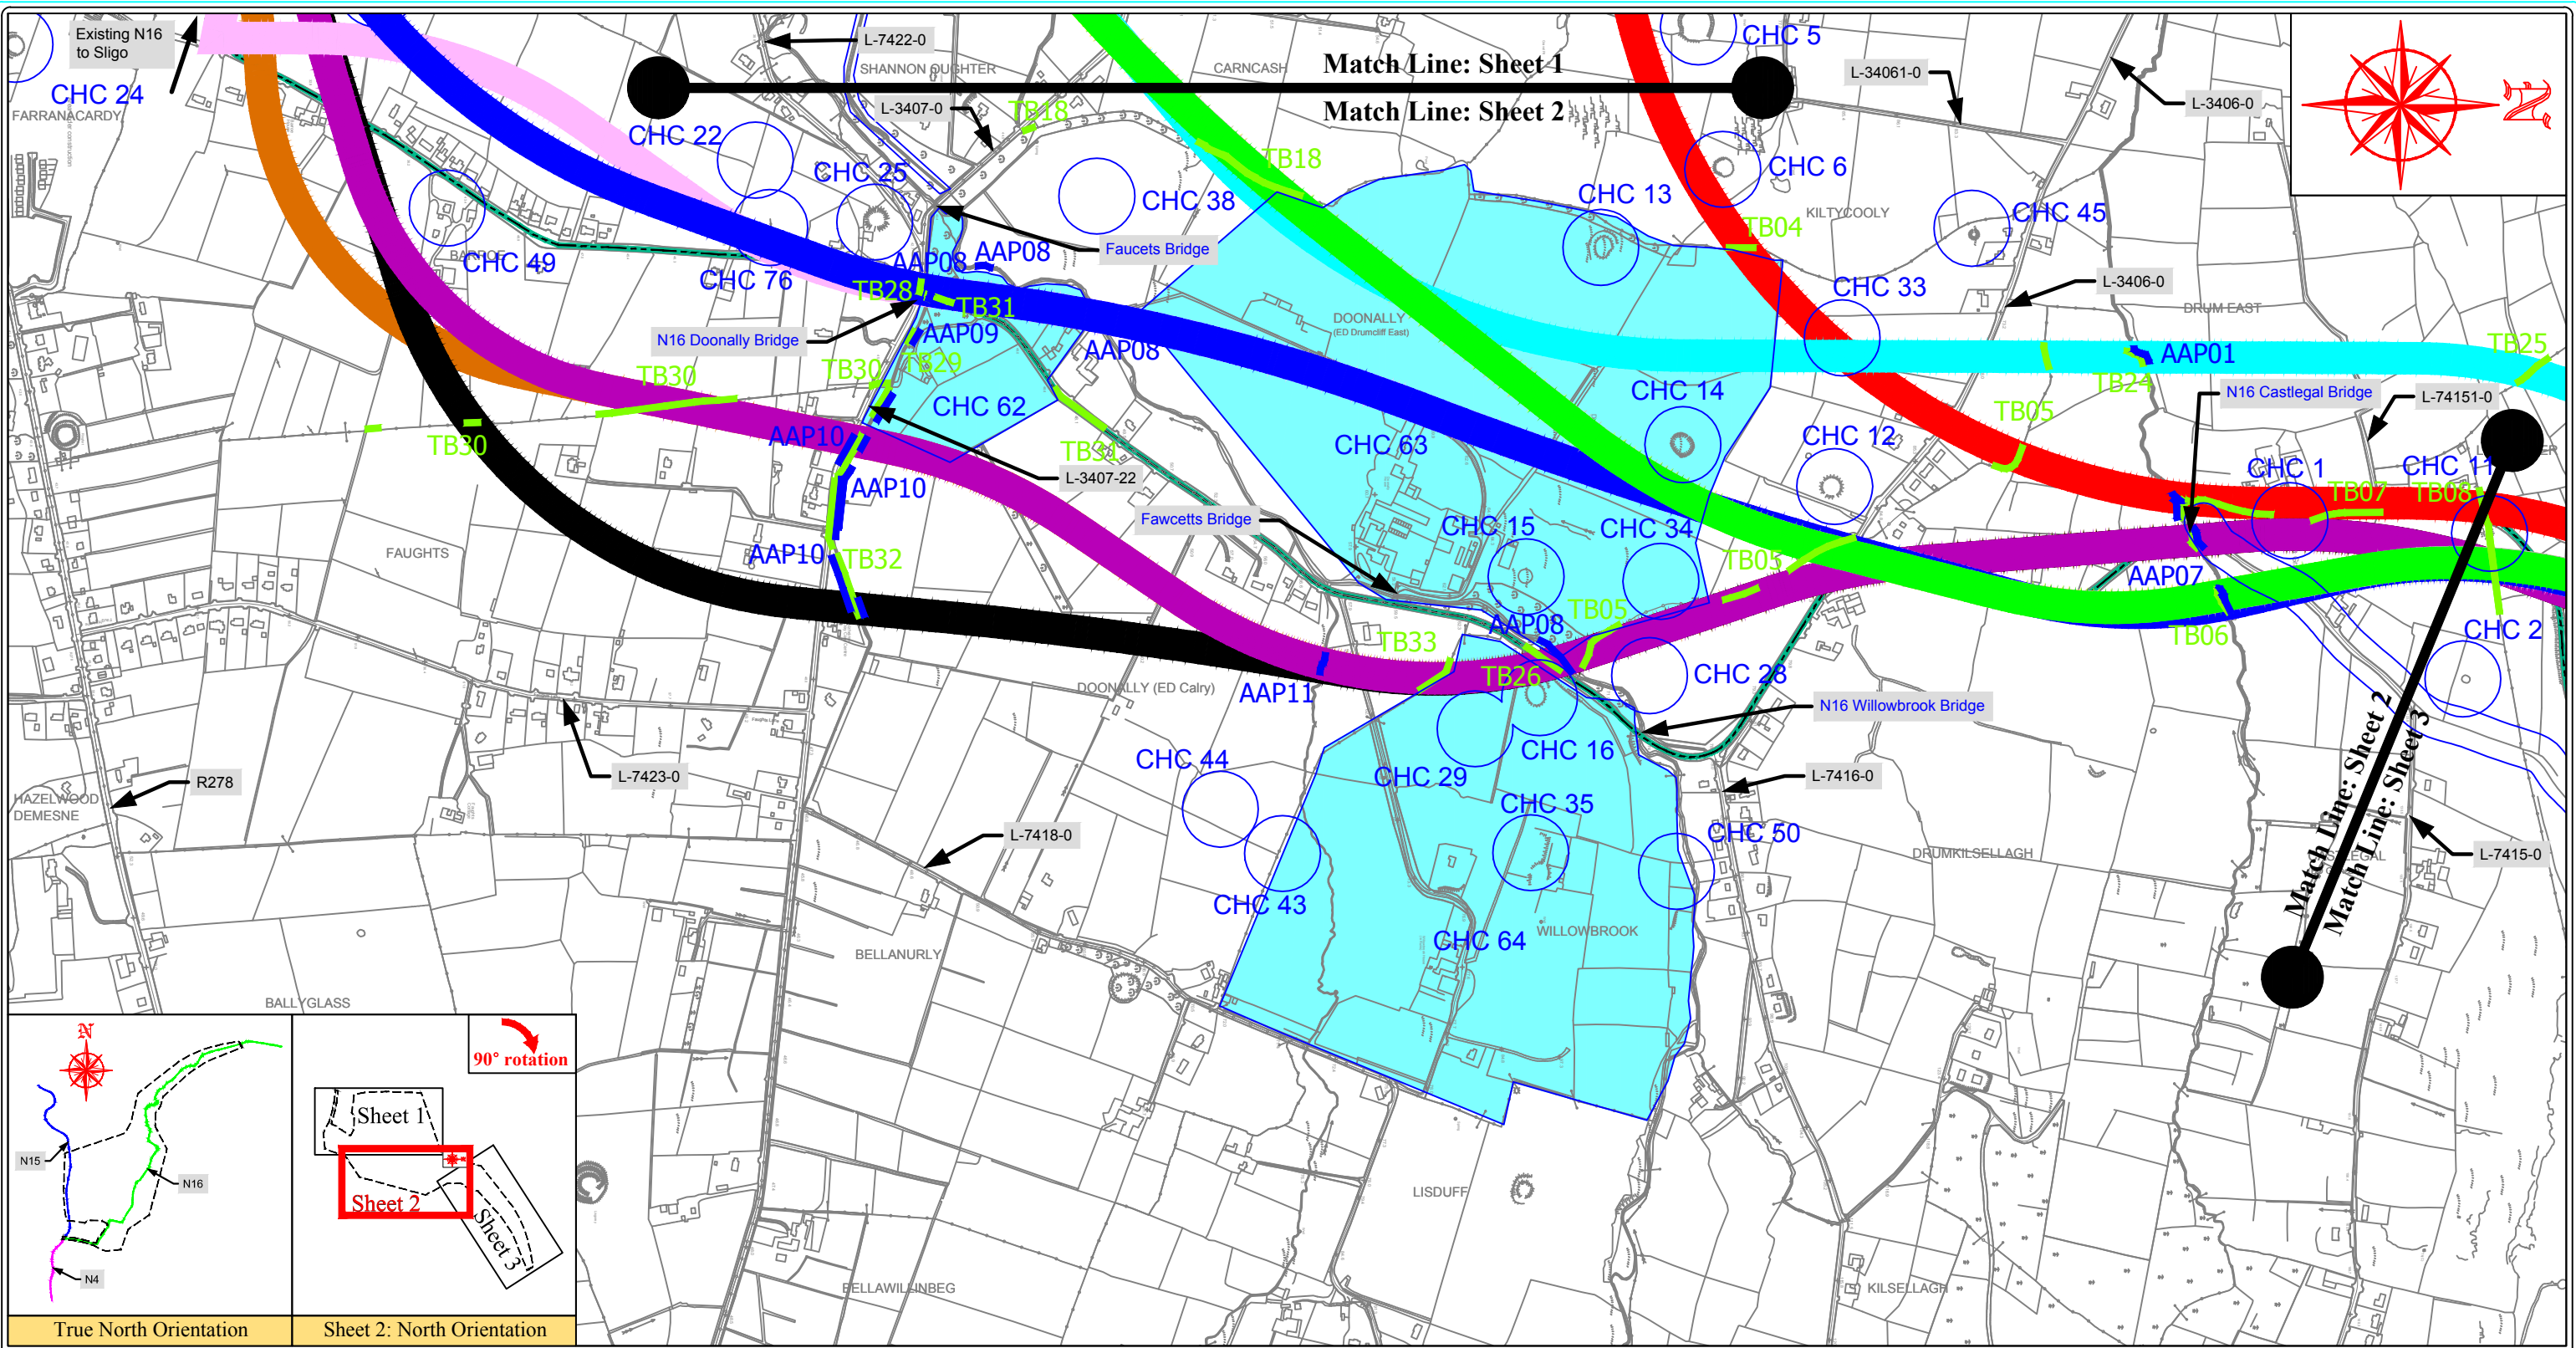 Existing N16
to Sligo
CHC 24
FARRANACARDY
L-7422-0
SHANNON OUGHTER
L-3407-0
TB18
CARNCASH
Match Line: Sheet 1
Match Line: Sheet 2
CHC 5
L-34061-0
L-3406-0
N
CHC 22
CHC 25
CHC 38
TB18
CHC 13
CHC 6
KILTYCOOLY
CHC 45
TB04
BARROE
CHC 49
CHC 76
AAP08
AAP08
Faucets Bridge
TB28
TB31
CHC 33
L-3406-0
DRUM EAST
N16 Doonally Bridge
AAP09
AAP08
DOONALLY
(ED Drumcliff East)
TB30
TB30
TB29
AAP01
TB24
TB25
N16 Castlegal Bridge
L-74151-0
CHC 62
CHC 14
TB05
TB30
AAP10
TB31
CHC 63
CHC 12
L-3407-22
AAP10
CHC 1
CHC 11
TB07
TB08
Fawcetts Bridge
CHC 15
CHC 34
FAUGHTS
AAP10
TB32
TB05
AAP07
TB05
AAP08
TB33
TB26
TB06
CHC 2
DOONALLY (ED Calry)
AAP11
CHC 28
N16 Willowbrook Bridge
CHC 16
CHC 29
CHC 44
L-7423-0
R278
HAZELWOOD
DEMESNE
L-7416-0
CHC 35
CHC 50
L-7418-0
Match Line: Sheet 2
Match Line: Sheet 3
DRUMKILSELLAGH
L-7415-0
CHC 43
CHC 64
WILLOWBROOK
BELLANURLY
BALLYGLASS
LISDUFF
BELLAWILLINBEG
KILSELLAGH
N
N15
N16
N4
True North Orientation
90° rotation
Sheet 1
Sheet 2
Sheet 3
Sheet 2: North Orientation